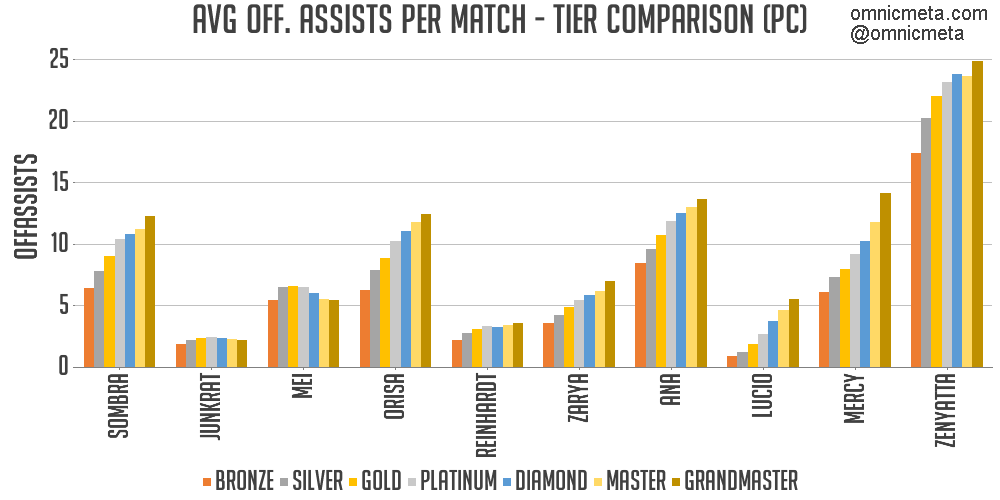 AVG OFF. ASSISTS PER MATCH - TIER COMPARISON (PC)
omnicmeta.com
@omnicmeta
OFFASSISTS
25
20
15
10
5
0
SOMBRA
JUNKRAT
MEI
ORISA
REINHARDT
ZARYA
ANA
LUCIO
MERCY
ZENYATTA
BRONZE SILVER GOLD PLATINUM DIAMOND MASTER GRANDMASTER